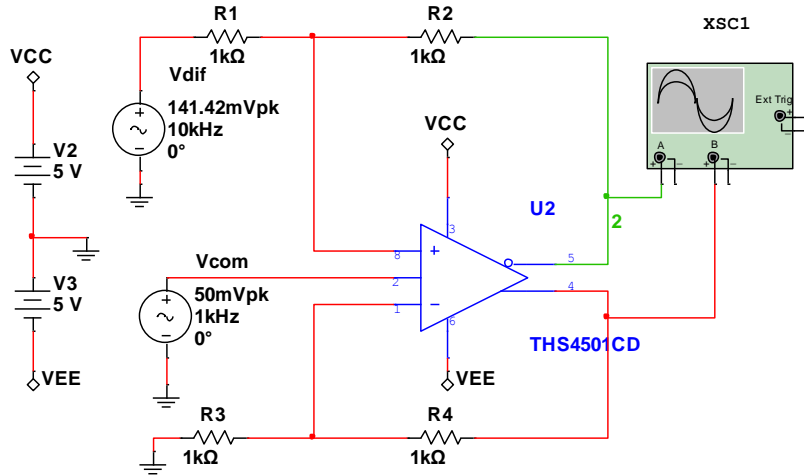 R1
1kΩ
R2
1kΩ
XSC1
VCC
Vdif
141.42mVpk
10kHz
0°
Ext Trig
+
−
A
B
+
−
+
−
V2
5 V
VCC
U2
3
8
+
5
2
2
Vcom
50mVpk
1kHz
0°
4
1
−
6
V3
5 V
THS4501CD
VEE
VEE
R3
1kΩ
R4
1kΩ